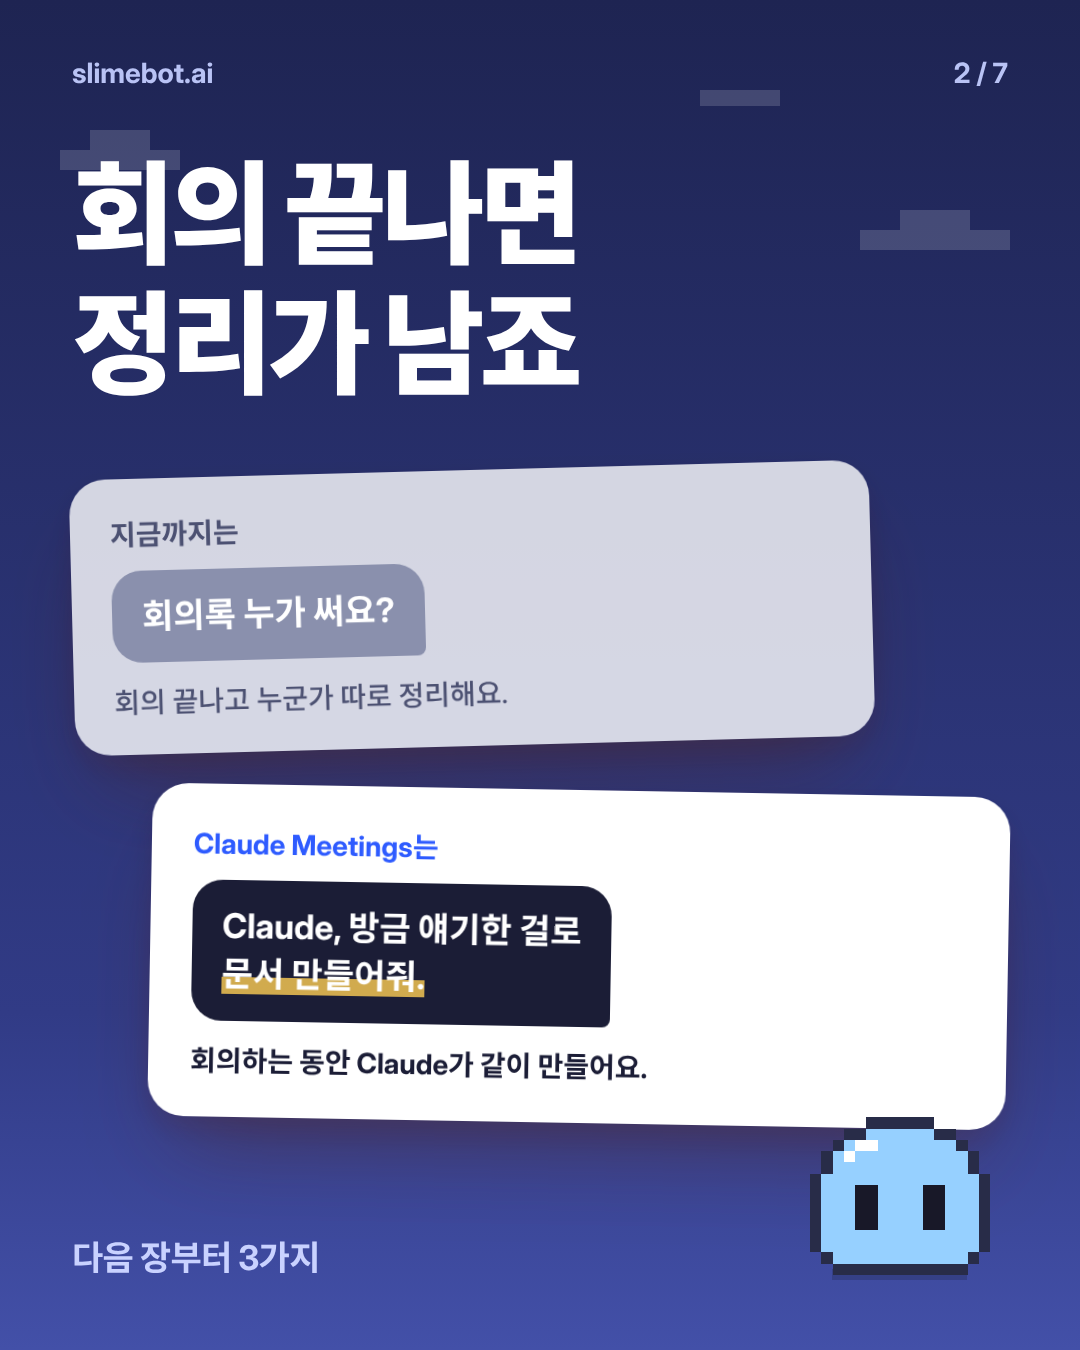 slimebot.ai
2 / 7
회의 끝나면
정리가 남죠
지금까지는
회의록 누가 써요?
회의 끝나고 누군가 따로 정리해요.
Claude Meetings는
Claude, 방금 얘기한 걸로
문서 만들어줘.
회의하는 동안 Claude가 같이 만들어요.
다음 장부터 3가지